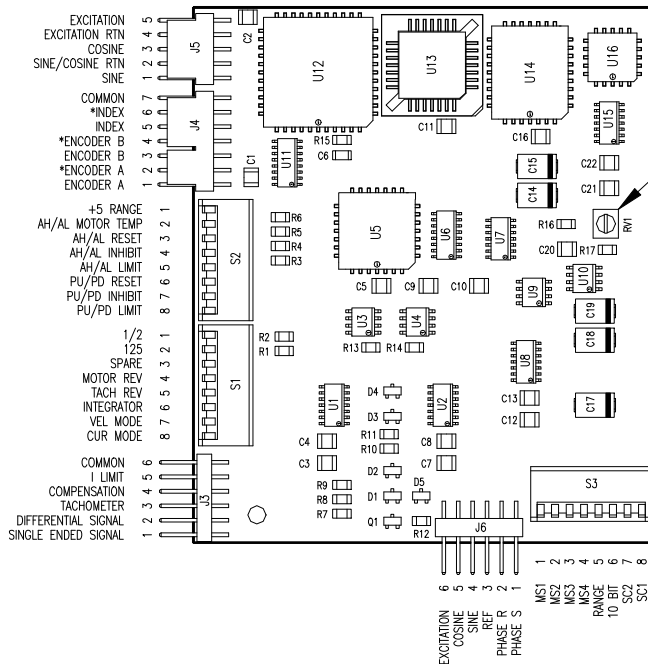 EXCITATION 5
EXCITATION RTN 4
COSINE 3
SINE/COSINE RTN 2
SINE 1
J5
COMMON 7
*INDEX 6
INDEX 5
*ENCODER B 4
ENCODER B 3
*ENCODER A 2
ENCODER A 1
J4
+5 RANGE 1
AH/AL MOTOR TEMP 2
AH/AL RESET 3
AH/AL INHIBIT 4
AH/AL LIMIT 5
PU/PD RESET 6
PU/PD INHIBIT 7
PU/PD LIMIT 8
S2
1/2 1
125 2
SPARE 3
MOTOR REV 4
TACH REV 5
INTEGRATOR 6
VEL MODE 7
CUR MODE 8
S1
COMMON 6
I LIMIT 5
COMPENSATION 4
TACHOMETER 3
DIFFERENTIAL SIGNAL 2
SINGLE ENDED SIGNAL 1
J3
C2
U12
U13
U14
U16
C11
R15
C6
C16
U15
U11
C1
C15
C14
C22
C21
R6
R5
R4
R3
U5
U6
U7
R16
RV1
C20
R17
C5
C9
C10
U9
U10
C19
U3
U4
C18
R2
R1
R13
R14
U8
D4
U1
D3
U2
C13
C12
C17
R11
R10
C4
C3
C8
C7
D2
R9
R8
R7
D1
D5
Q1
R12
J6
S3
6 EXCITATION
5 COSINE
4 SINE
3 REF
2 PHASE R
1 PHASE S
MS1 1
MS2 2
MS3 3
MS4 4
RANGE 5
10 BIT 6
SC2 7
SC1 8